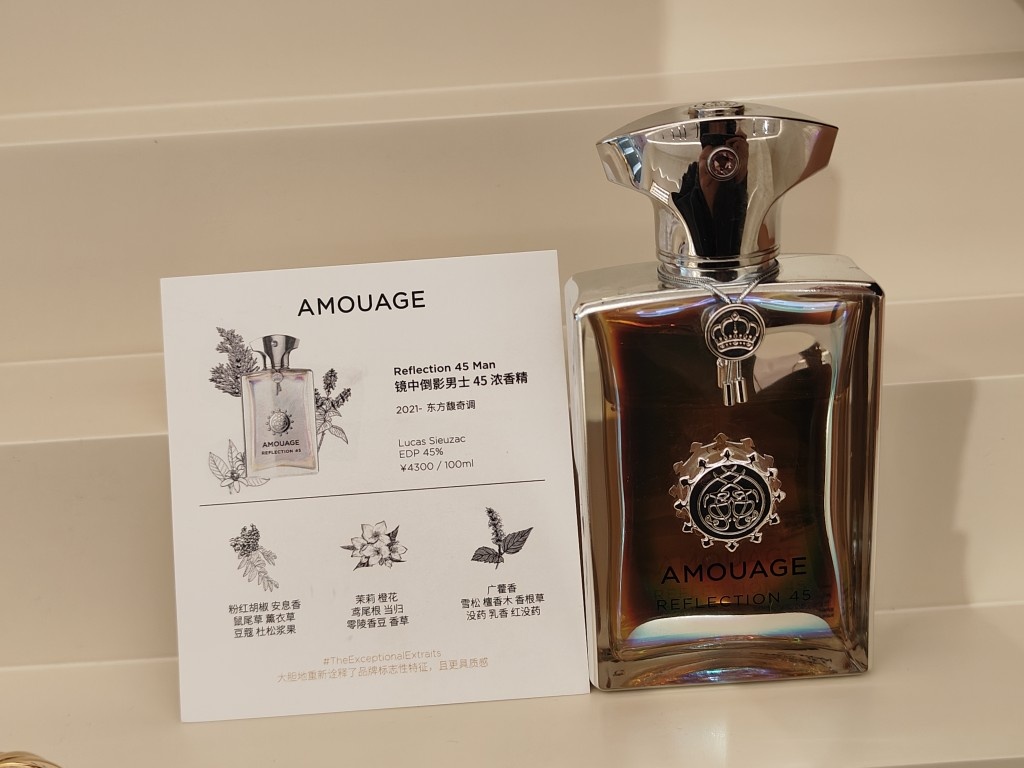 AMOUAGE
Reflection 45 Man
镜中倒影男士 45 浓香精
2021- 东方馥奇调
Lucas Sieuzac
EDP 45%
¥4300 / 100ml
AMOUAGE
REFLECTION 45
粉红胡椒 安息香
鼠尾草 薰衣草
豆蔻 杜松浆果
茉莉 橙花
鸢尾根 当归
零陵香豆 香草
广藿香
雪松 檀香木 香根草
没药 乳香 红没药
#TheExceptionalExtraits
大胆地重新诠释了品牌标志性特征，且更具质感
AMOUAGE
REFLECTION 45